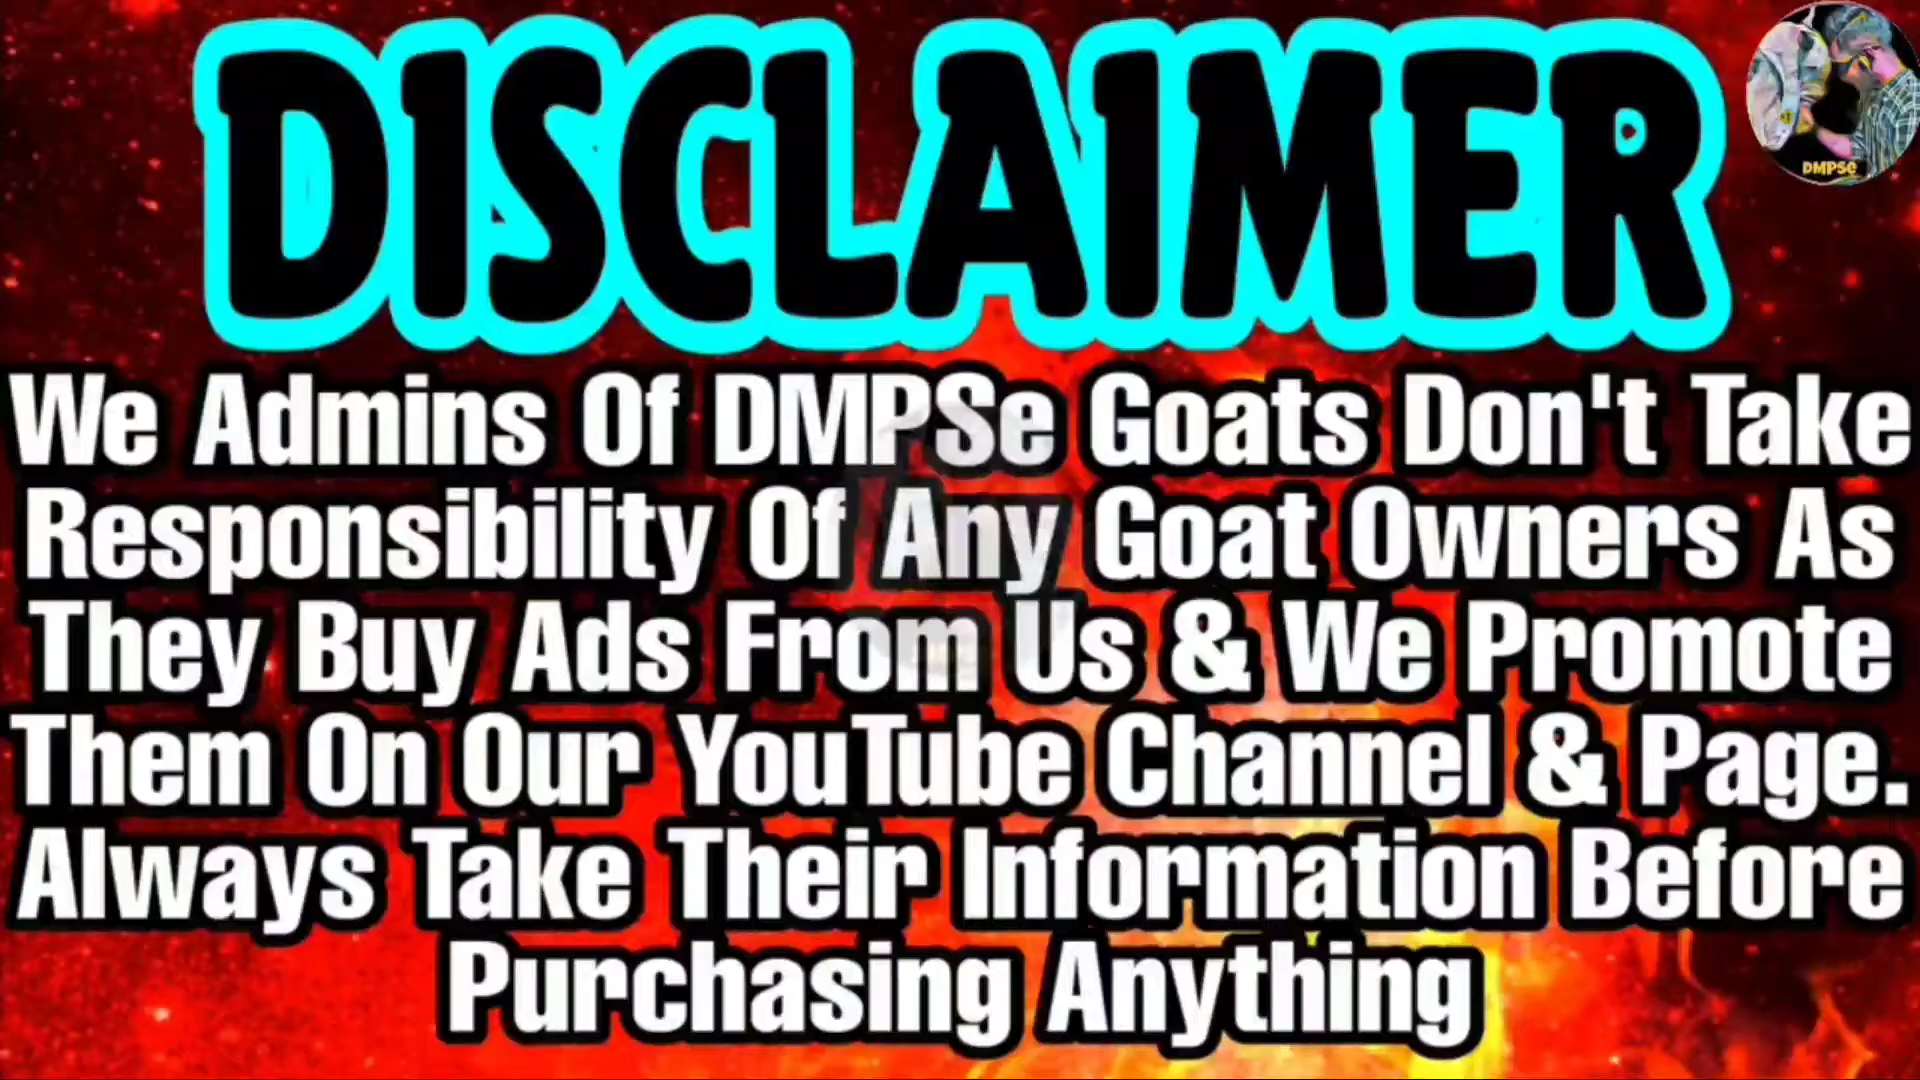 DISCLAIMER
DMPSe
We Admins Of DMPSe Goats Don't Take
Responsibility Of Any Goat Owners As
They Buy Ads From Us & We Promote
Them On Our YouTube Channel & Page.
Always Take Their Information Before
Purchasing Anything